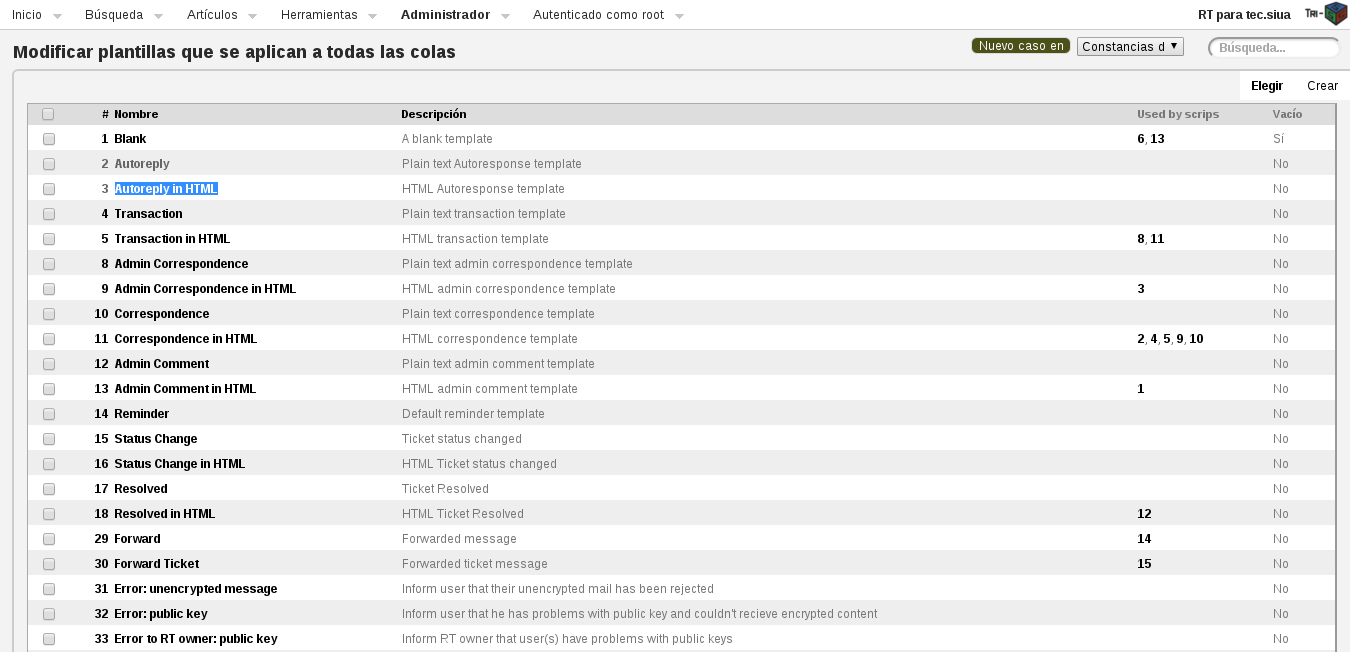 Inicio Búsqueda Artículos Herramientas Administrador Autenticado como root RT para tec.siua TRI-
Modificar plantillas que se aplican a todas las colas Nuevo caso en Constancias d Búsqueda...
Elegir Crear
# Nombre Descripción Used by scrips Vacío
1 Blank A blank template 6, 13 Sí
2 Autoreply Plain text Autoresponse template No
3 Autoreply in HTML HTML Autoresponse template No
4 Transaction Plain text transaction template No
5 Transaction in HTML HTML transaction template 8, 11 No
8 Admin Correspondence Plain text admin correspondence template No
9 Admin Correspondence in HTML HTML admin correspondence template 3 No
10 Correspondence Plain text correspondence template No
11 Correspondence in HTML HTML correspondence template 2, 4, 5, 9, 10 No
12 Admin Comment Plain text admin comment template No
13 Admin Comment in HTML HTML admin comment template 1 No
14 Reminder Default reminder template No
15 Status Change Ticket status changed No
16 Status Change in HTML HTML Ticket status changed No
17 Resolved Ticket Resolved No
18 Resolved in HTML HTML Ticket Resolved 12 No
29 Forward Forwarded message 14 No
30 Forward Ticket Forwarded ticket message 15 No
31 Error: unencrypted message Inform user that their unencrypted mail has been rejected No
32 Error: public key Inform user that he has problems with public key and couldn't recieve encrypted content No
33 Error to RT owner: public key Inform RT owner that user(s) have problems with public keys No